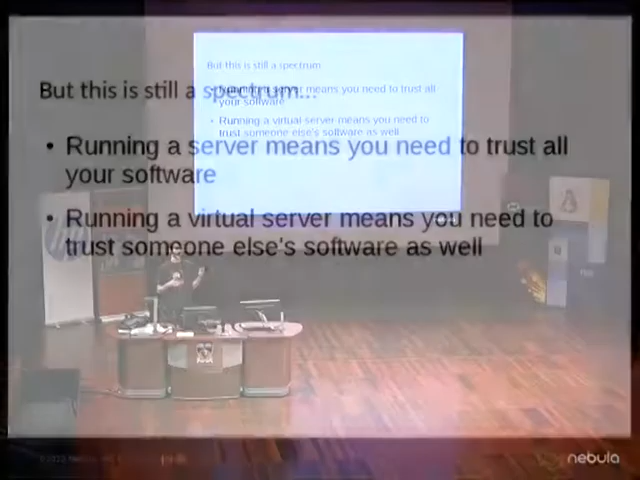 But this is still a spectrum
Running a server means you need to trust all
your software
Running a virtual server means you need to
trust someone else's software as well
But this is still a spectrum...
• Running a server means you need to trust all
your software
• Running a virtual server means you need to
trust someone else's software as well
hp
nebula